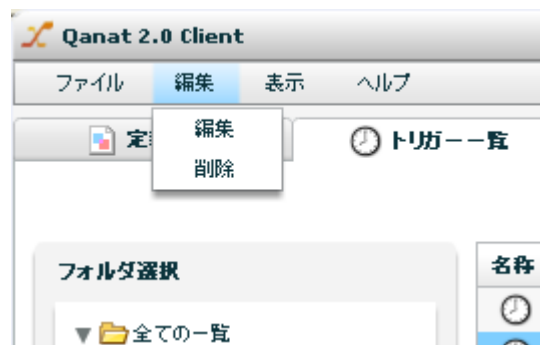 Qanat 2.0 Client
ファイル 編集 表示 ヘルプ
編集
削除
トリガー一覧
フォルダ選択
名称
全ての一覧